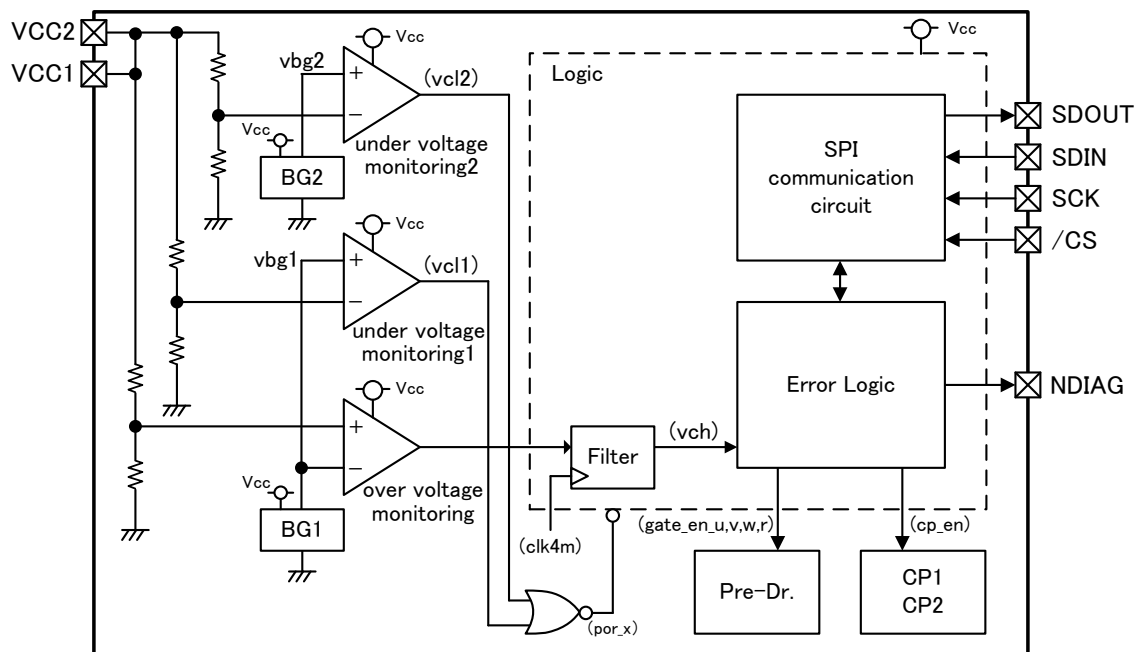 VCC2
VCC1
Vcc
vbg2
+
−
(vcl2)
under voltage
monitoring2
Vcc
BG2
Vcc
vbg1
+
−
(vcl1)
under voltage
monitoring1
Vcc
+
−
over voltage
monitoring
Vcc
BG1
Vcc
Logic
SPI
communication
circuit
SDOUT
SDIN
SCK
/CS
Error Logic
NDIAG
Filter
(vch)
(clk4m)
(por_x)
(gate_en_u,v,w,r)
(cp_en)
Pre-Dr.
CP1
CP2